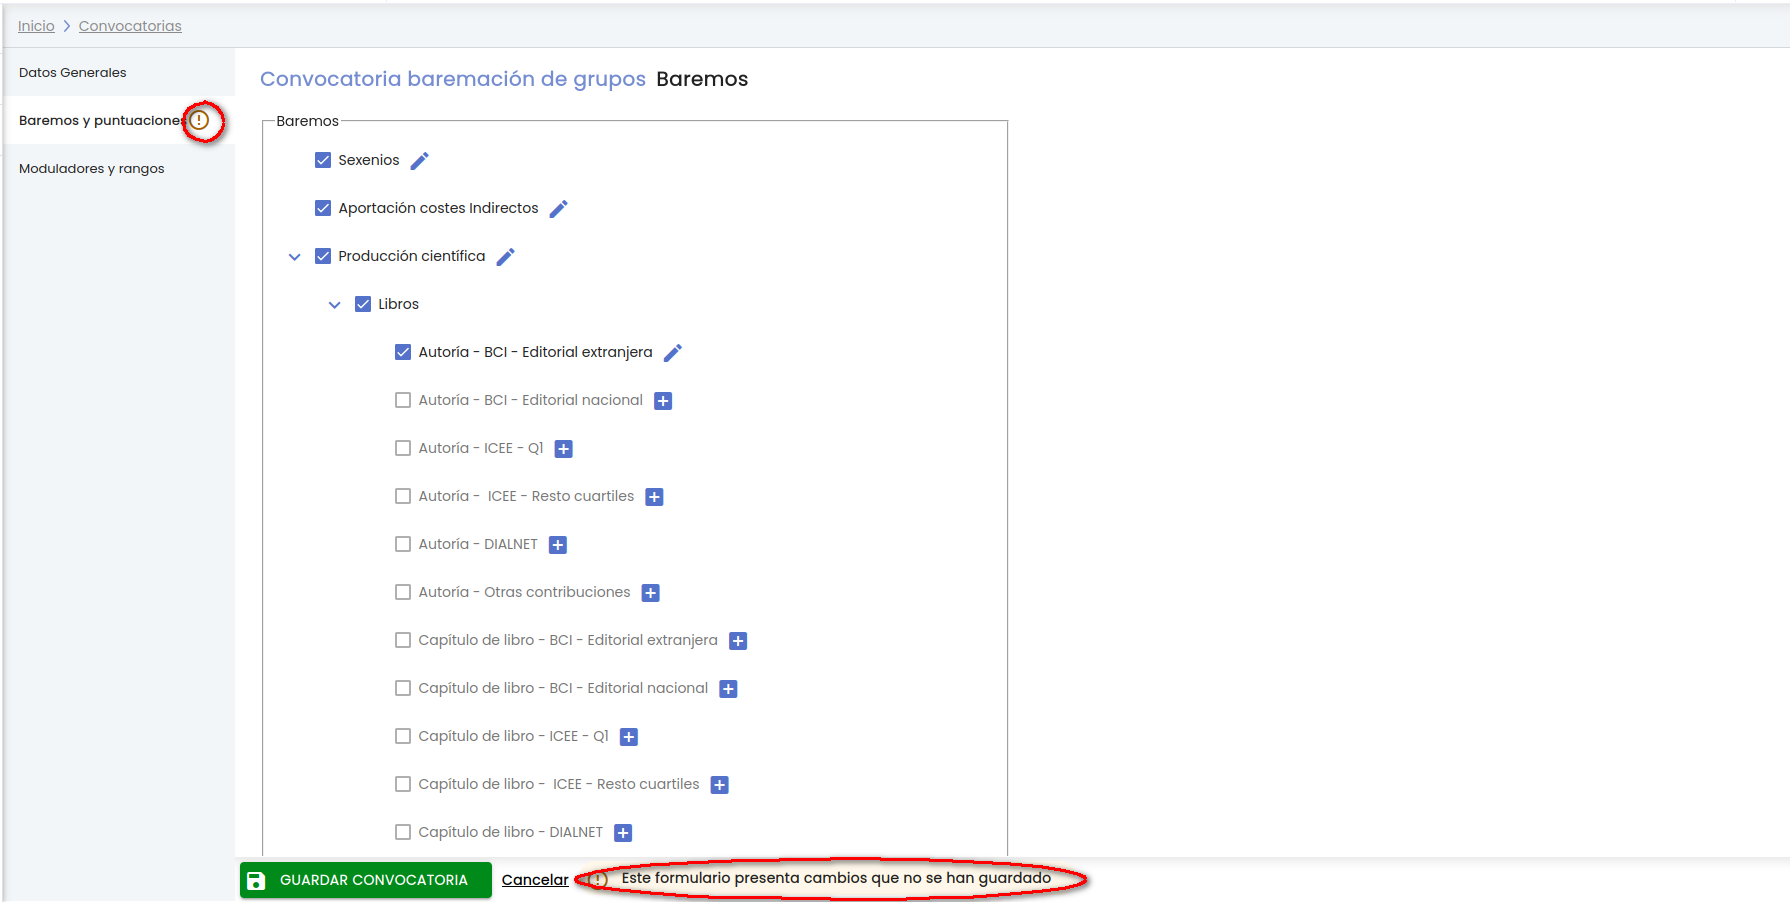 Inicio > Convocatorias
Datos Generales
Baremos y puntuaciones
Moduladores y rangos
Convocatoria baremación de grupos Baremos
Baremos
Sexenios
Aportación costes Indirectos
Producción científica
Libros
Autoría - BCI - Editorial extranjera
Autoría - BCI - Editorial nacional
Autoría - ICEE - Q1
Autoría - ICEE - Resto cuartiles
Autoría - DIALNET
Autoría - Otras contribuciones
Capítulo de libro - BCI - Editorial extranjera
Capítulo de libro - BCI - Editorial nacional
Capítulo de libro - ICEE - Q1
Capítulo de libro - ICEE - Resto cuartiles
Capítulo de libro - DIALNET
GUARDAR CONVOCATORIA Cancelar Este formulario presenta cambios que no se han guardado